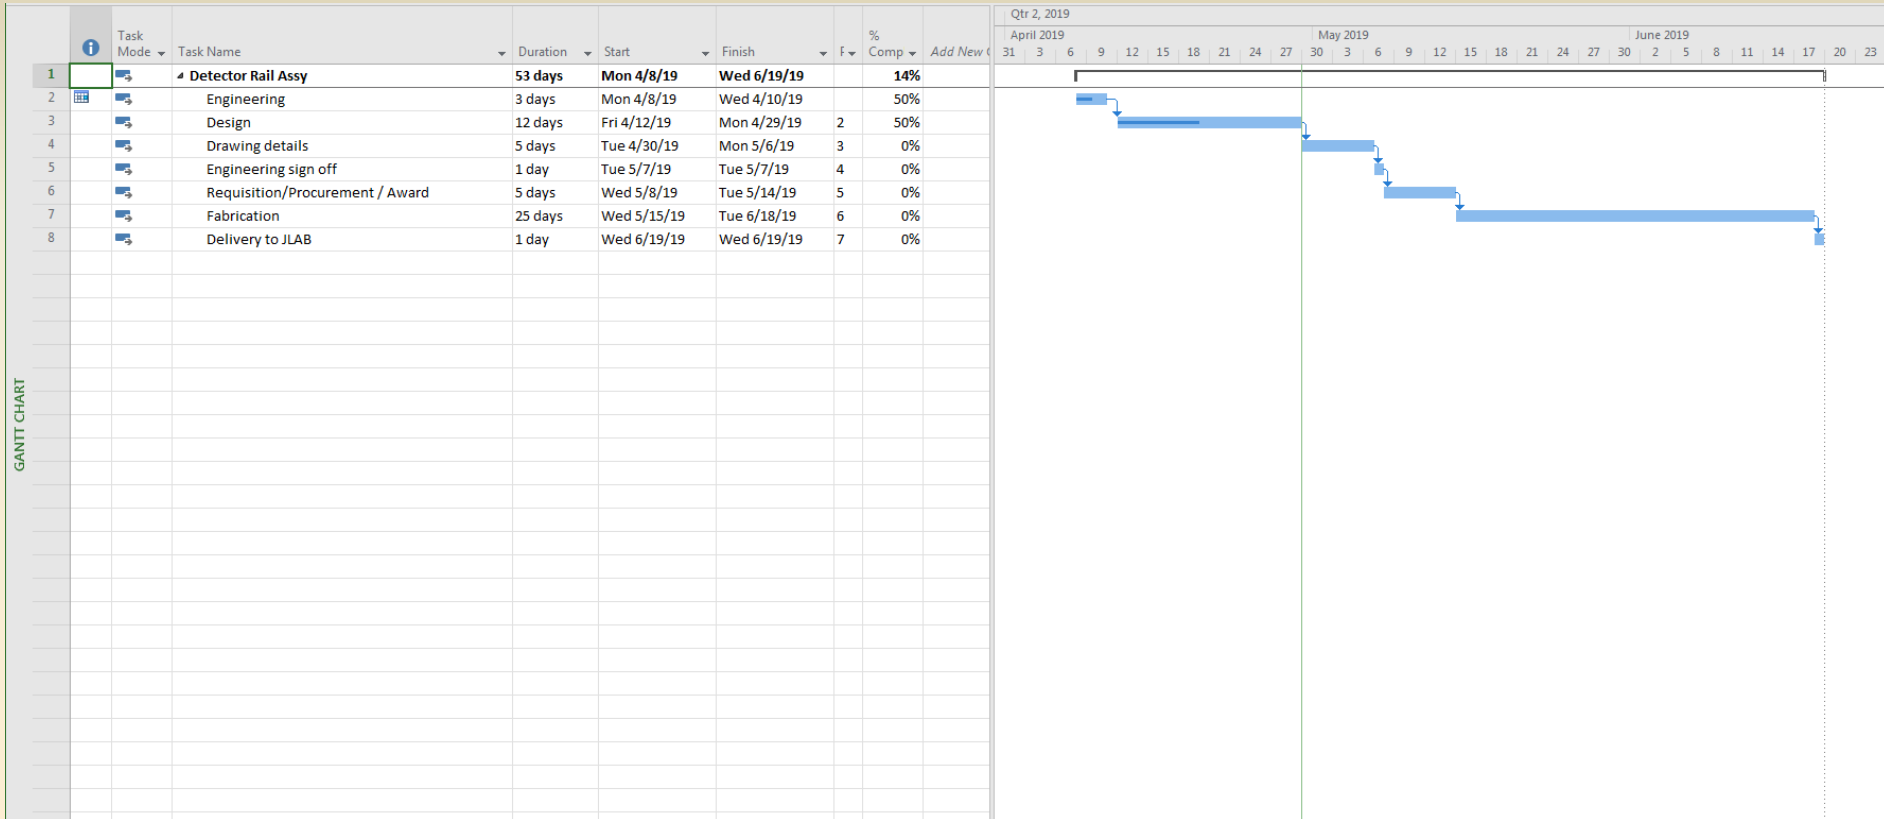 Qtr 2, 2019
April 2019 May 2019 June 2019
Task Mode Task Name Duration Start Finish F % Comp Add New C
31 3 6 9 12 15 18 21 24 27 30 3 6 9 12 15 18 21 24 27 30 2 5 8 11 14 17 20 23
1 Detector Rail Assy 53 days Mon 4/8/19 Wed 6/19/19 14%
2 Engineering 3 days Mon 4/8/19 Wed 4/10/19 50%
3 Design 12 days Fri 4/12/19 Mon 4/29/19 2 50%
4 Drawing details 5 days Tue 4/30/19 Mon 5/6/19 3 0%
5 Engineering sign off 1 day Tue 5/7/19 Tue 5/7/19 4 0%
6 Requisition/Procurement / Award 5 days Wed 5/8/19 Tue 5/14/19 5 0%
7 Fabrication 25 days Wed 5/15/19 Tue 6/18/19 6 0%
8 Delivery to JLAB 1 day Wed 6/19/19 Wed 6/19/19 7 0%
GANTT CHART